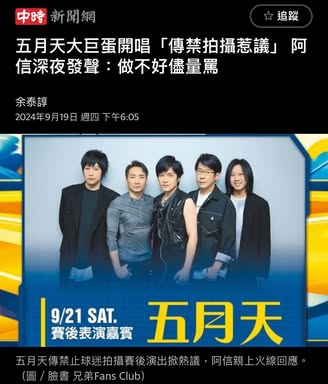 中時 新聞網
☆ 追蹤
五月天大巨蛋開唱「傳禁拍攝惹議」 阿
信深夜發聲：做不好儘量罵
余泰諄
2024年9月19日 週四 下午6:05
9/21 SAT.
賽後表演嘉賓
五月天
五月天傳禁止球迷拍攝賽後演出掀熱議，阿信親上火線回應。
（圖／臉書 兄弟Fans Club）